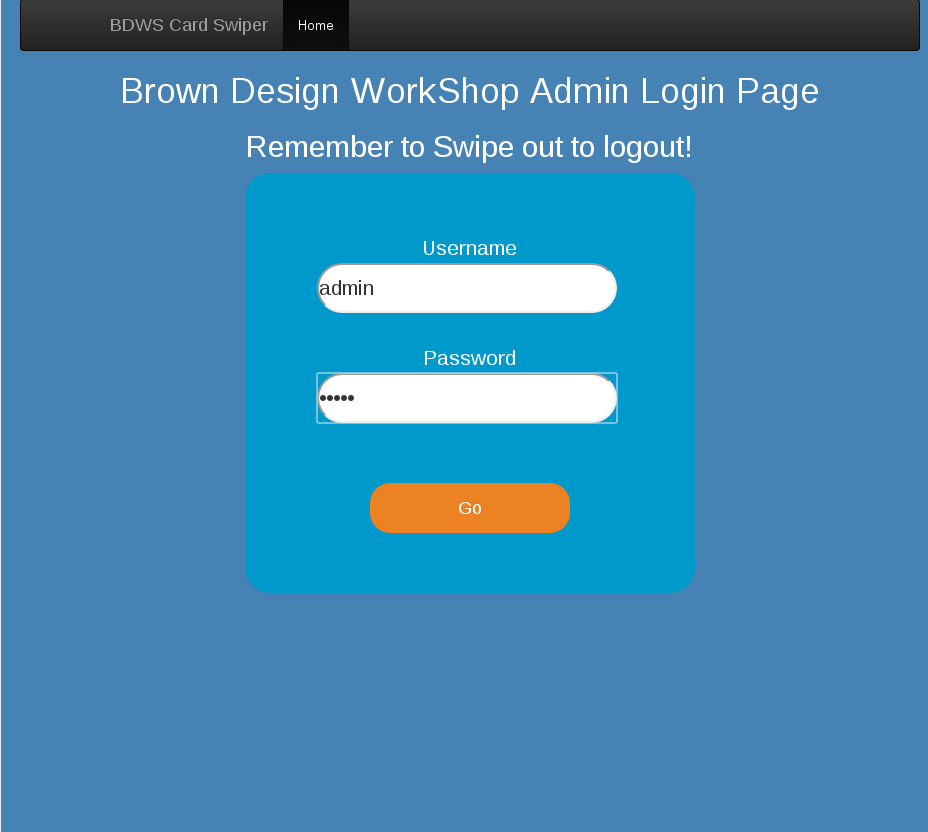 BDWS Card Swiper Home
Brown Design WorkShop Admin Login Page
Remember to Swipe out to logout!
Username
admin
Password
•••••
Go